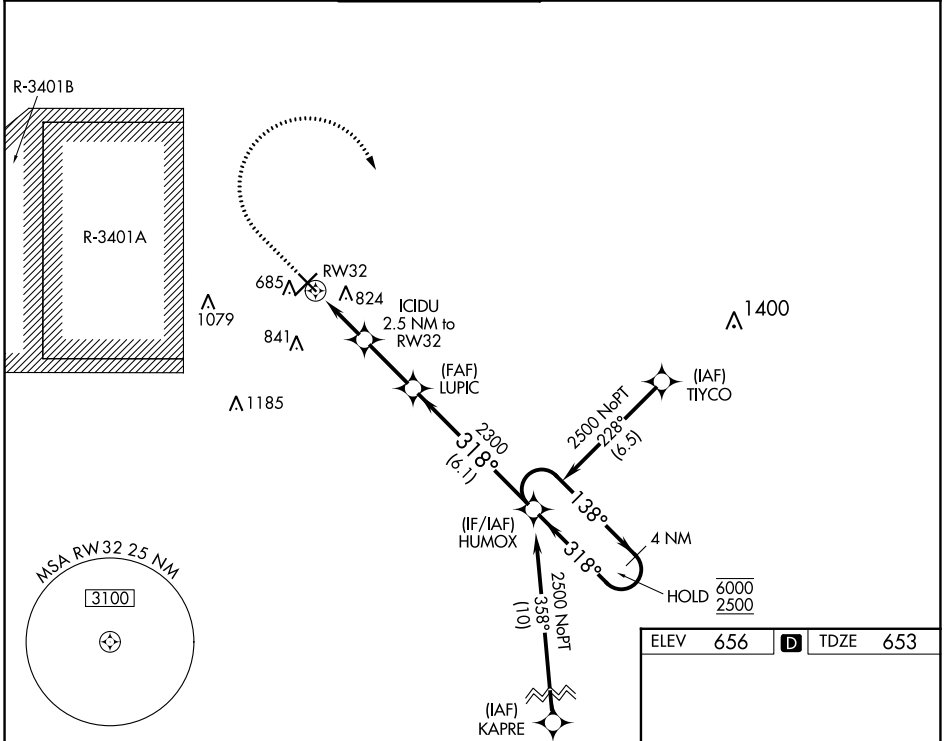 R-3401B
R-3401A
RW32
685
824
1079
ICIDU
2.5 NM to
RW32
841
1400
(FAF)
LUPIC
(IAF)
TIYCO
1185
2500 NoPT
228°
(6.5)
2300
318°
(6.1)
138°
(IF/IAF)
HUMOX
318°
4 NM
HOLD 6000
2500
MSA RW32 25 NM
3100
2500 NoPT
358°
(10)
(IAF)
KAPRE
ELEV 656 D TDZE 653